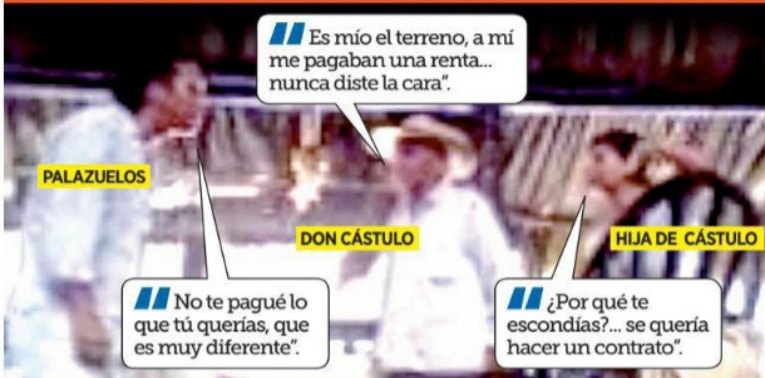 Es mío el terreno, a mí
me pagaban una renta...
nunca diste la cara”.
PALAZUELOS
DON CÁSTULO
HIJA DE CÁSTULO
No te pagué lo
que tú querías, que
es muy diferente”.
¿Por qué te
escondías?... se quería
hacer un contrato”.